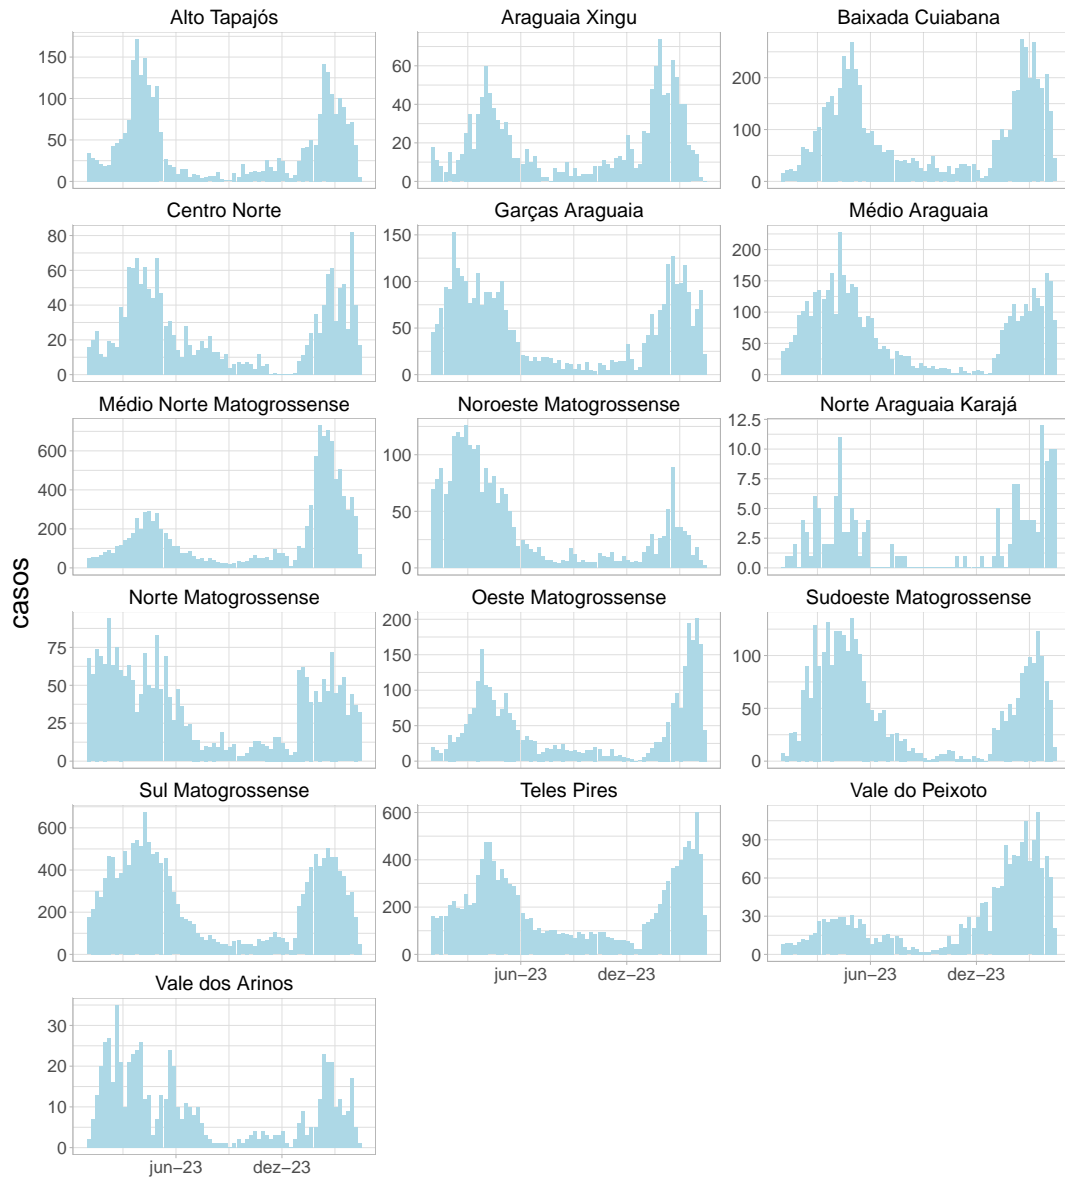 Alto Tapajós
Araguaia Xingu
Baixada Cuiabana
150
100
50
0
60
40
20
0
200
100
0
Centro Norte
Garças Araguaia
Médio Araguaia
80
60
40
20
0
150
100
50
0
200
150
100
50
0
Médio Norte Matogrossense
Noroeste Matogrossense
Norte Araguaia Karajá
600
400
200
0
100
50
0
12.5
10.0
7.5
5.0
2.5
0.0
casos
Norte Matogrossense
Oeste Matogrossense
Sudoeste Matogrossense
75
50
25
0
200
150
100
50
0
100
50
0
Sul Matogrossense
Teles Pires
Vale do Peixoto
600
400
200
0
600
400
200
0
90
60
30
0
jun−23
dez−23
jun−23
dez−23
Vale dos Arinos
30
20
10
0
jun−23
dez−23